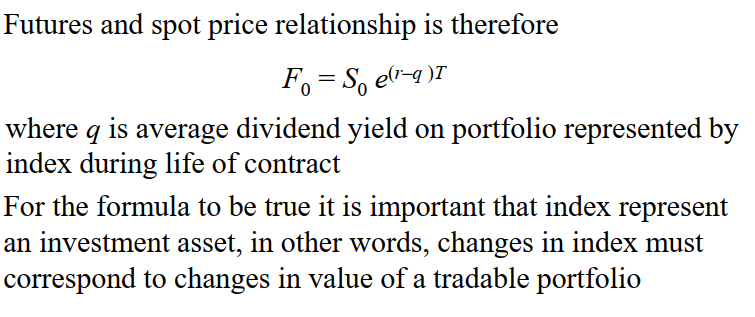 Futures and spot price relationship is therefore
F₀ = S₀ e^(r–q )T
where q is average dividend yield on portfolio represented by
index during life of contract
For the formula to be true it is important that index represent
an investment asset, in other words, changes in index must
correspond to changes in value of a tradable portfolio